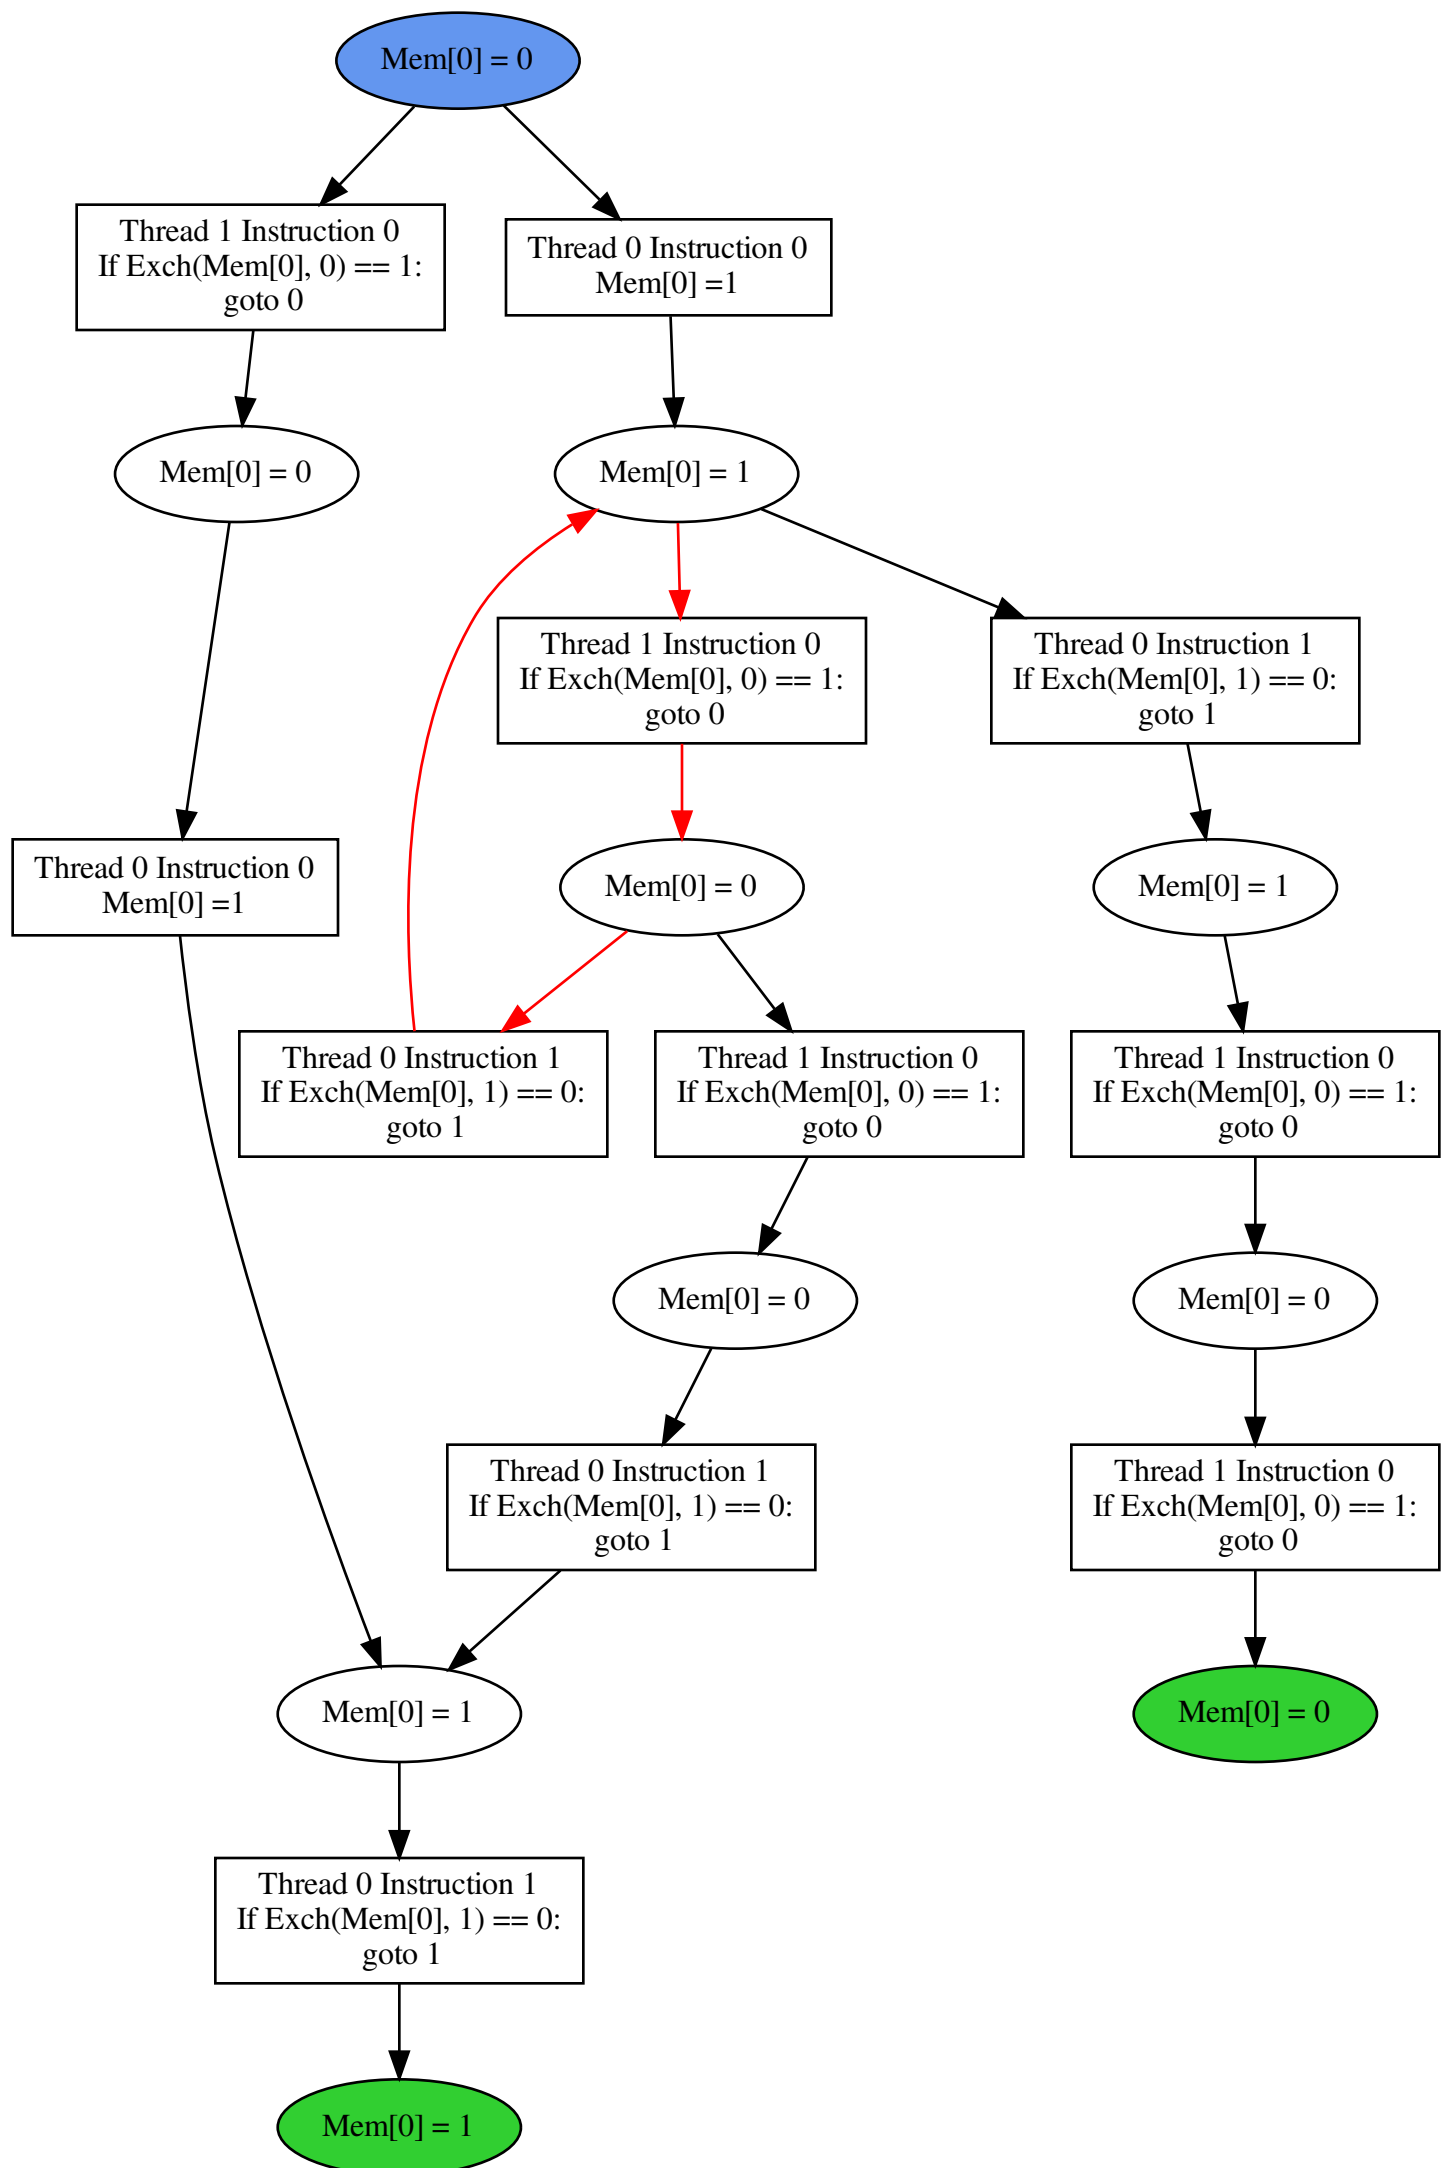 Mem[0] = 0
Thread 1 Instruction 0
If Exch(Mem[0], 0) == 1:
goto 0
Thread 0 Instruction 0
Mem[0] =1
Mem[0] = 0
Mem[0] = 1
Thread 1 Instruction 0
If Exch(Mem[0], 0) == 1:
goto 0
Thread 0 Instruction 1
If Exch(Mem[0], 1) == 0:
goto 1
Thread 0 Instruction 0
Mem[0] =1
Mem[0] = 0
Mem[0] = 1
Thread 0 Instruction 1
If Exch(Mem[0], 1) == 0:
goto 1
Thread 1 Instruction 0
If Exch(Mem[0], 0) == 1:
goto 0
Thread 1 Instruction 0
If Exch(Mem[0], 0) == 1:
goto 0
Mem[0] = 0
Mem[0] = 0
Thread 0 Instruction 1
If Exch(Mem[0], 1) == 0:
goto 1
Thread 1 Instruction 0
If Exch(Mem[0], 0) == 1:
goto 0
Mem[0] = 1
Mem[0] = 0
Thread 0 Instruction 1
If Exch(Mem[0], 1) == 0:
goto 1
Mem[0] = 1